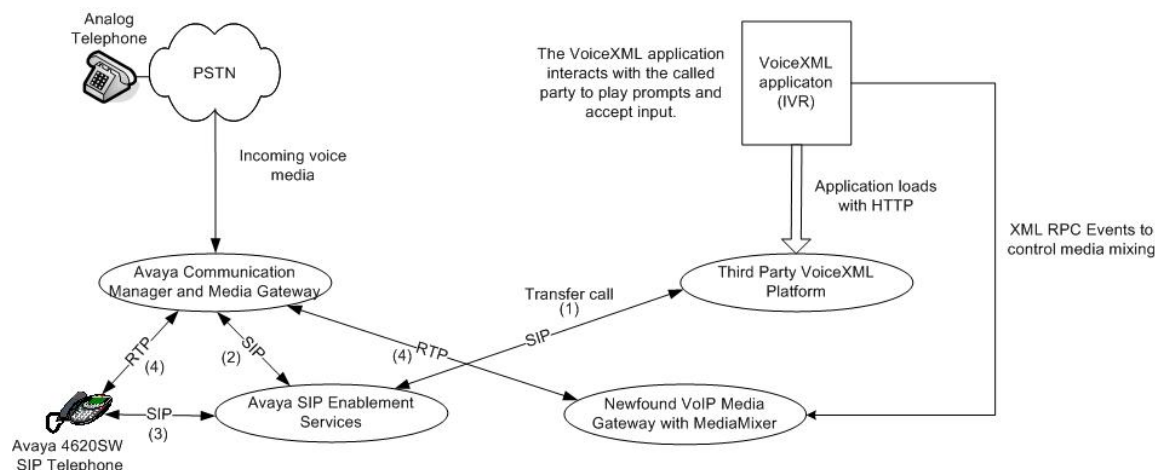 Analog
Telephone
PSTN
The VoiceXML application
interacts with the called
party to play prompts and
accept input.
VoiceXML
applicaton
(IVR)
Incoming voice
media
Application loads
with HTTP
XML RPC Events to
control media mixing
Avaya Communication
Manager and Media Gateway
Third Party VoiceXML
Platform
Transfer call
(1)
SIP
RTP
(4)
SIP
(2)
RTP
(4)
Avaya SIP Enablement
Services
Newfound VoIP Media
Gateway with MediaMixer
SIP
(3)
Avaya 4620SW
SIP Telephone